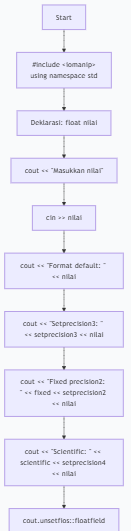 Start
#include <iomanip>
using namespace std
Deklarasi: float nilai
cout << "Masukkan nilai"
cin >> nilai
cout << "Format default: "
<< nilai
cout << "Setprecision3: "
<< setprecision3 << nilai
cout << "Fixed precision2:
" << fixed << setprecision2
<< nilai
cout << "Scientific: " <<
scientific << setprecision4
<< nilai
cout.unsetfios::floatfield